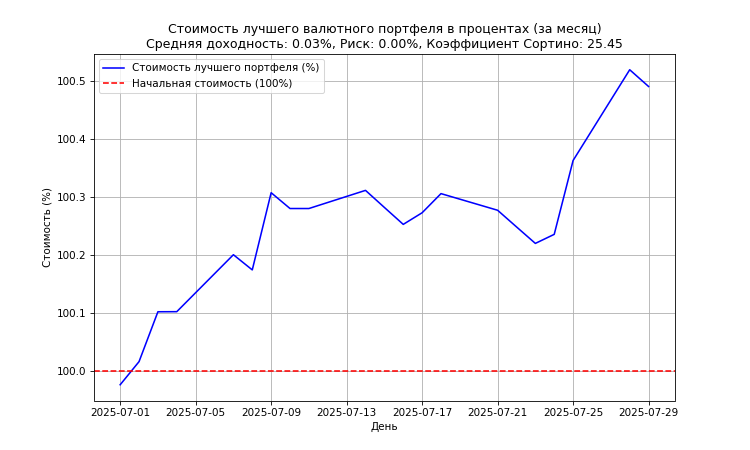 Стоимость лучшего валютного портфеля в процентах (за месяц)
Средняя доходность: 0.03%, Риск: 0.00%, Коэффициент Сортино: 25.45
Стоимость лучшего портфеля (%)
Начальная стоимость (100%)
Стоимость (%)
100.5
100.4
100.3
100.2
100.1
100.0
2025-07-01 2025-07-05 2025-07-09 2025-07-13 2025-07-17 2025-07-21 2025-07-25 2025-07-29
День